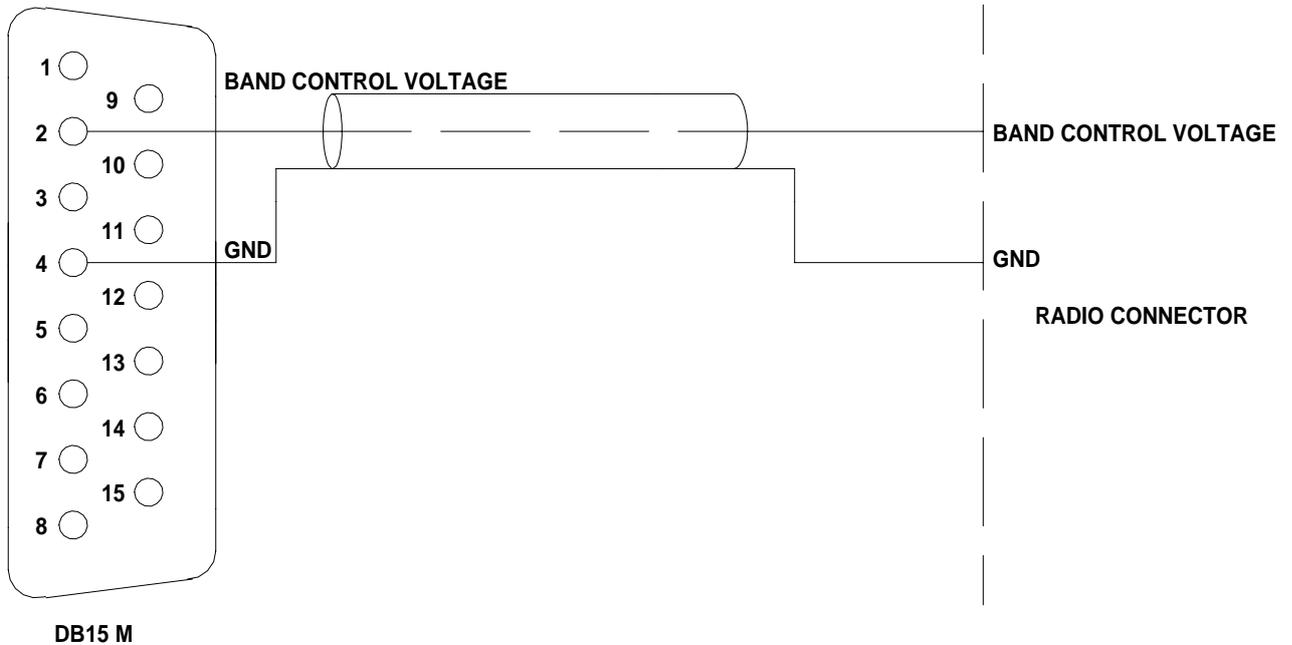 1
BAND CONTROL VOLTAGE
9
2
BAND CONTROL VOLTAGE
10
3
11
GND
4
GND
12
RADIO CONNECTOR
5
13
6
14
7
15
8
DB15 M